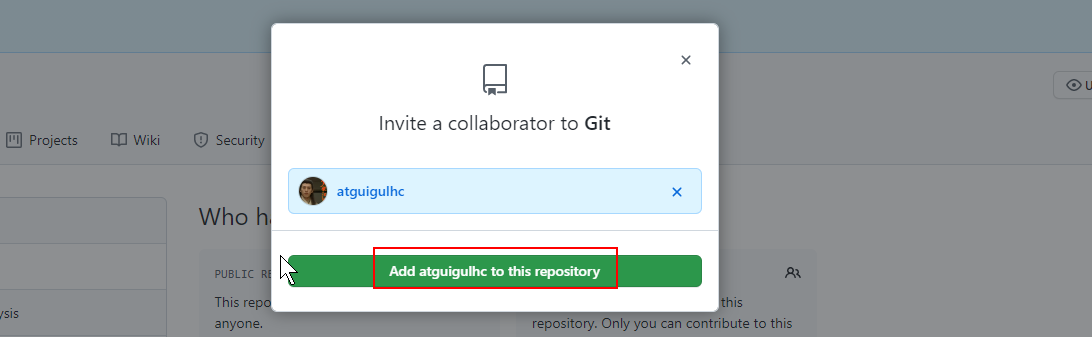 Invite a collaborator to Git
Projects
Wiki
Security
atguigulhc
Who ha
Add atguigulhc to this repository
PUBLIC RE
This repo
anyone.
this
repository. Only you can contribute to this
ysis